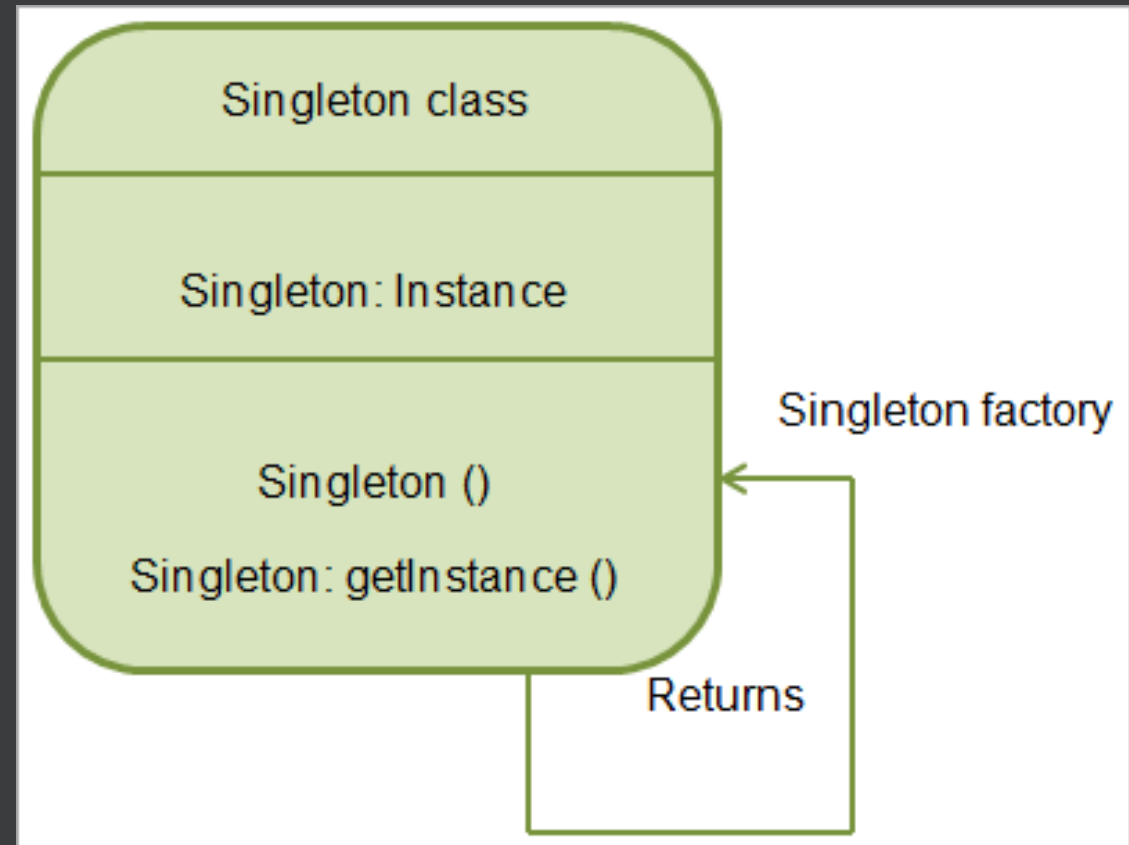 Singleton class
Singleton: Instance
Singleton factory
Singleton ()
Singleton: getInstance ()
Returns